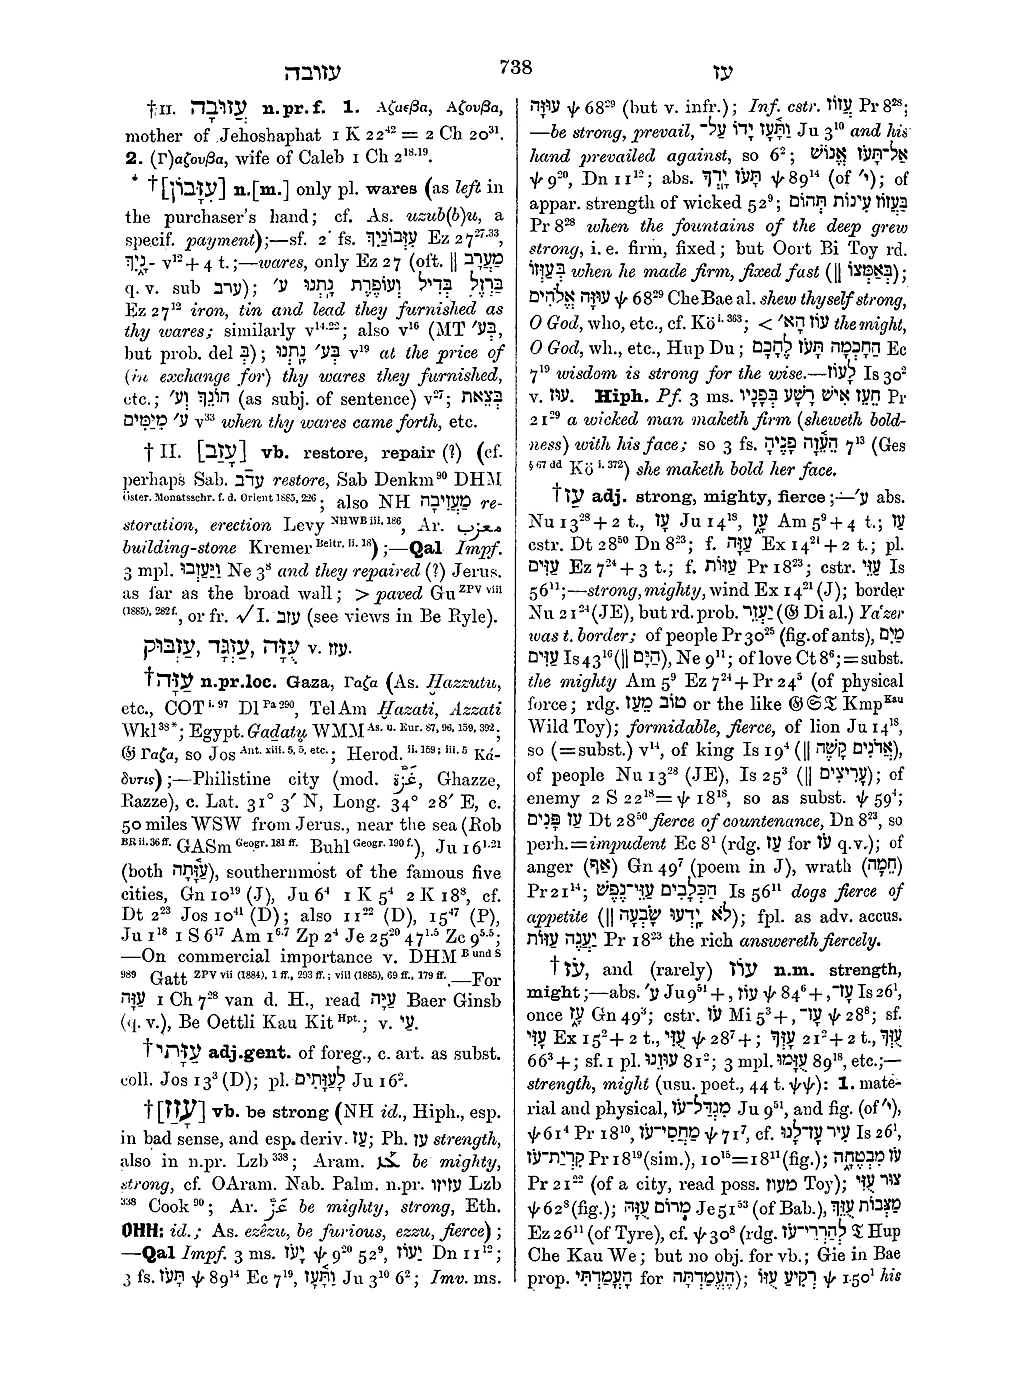 עזובה
738
עז
†II. עֲזוּבָה n.pr.f. 1. Αζαεβα, Αζουβα,
mother of Jehoshaphat 1 K 22⁴² = 2 Ch 20³¹.
2. (Γ)αζουβα, wife of Caleb 1 Ch 2¹⁸·¹⁹.
†[עִזָּבוֹן] n.[m.] only pl. wares (as left in
the purchaser's hand; cf. As. uzub(b)u, a
specif. payment);—sf. 2 fs. עִזְבוֹנַיִךְ Ez 27²⁷·³³,
נָיִךְ- v¹² + 4 t.;—wares, only Ez 27 (oft. || מַעֲרָב
q. v. sub ערב); בַּרְזֶל בְּדִיל וְעוֹפֶרֶת נָתְנוּ ע׳
Ez 27¹² iron, tin and lead they furnished as
thy wares; similarly v¹⁴·²²; also v¹⁶ (MT בְּע׳,
but prob. del בְּ); בְּע׳ נָתְנוּ v¹⁹ at the price of
(in exchange for) thy wares they furnished,
etc.; הוֹנֵךְ וְע׳ (as subj. of sentence) v²⁷; בְּצֵאת
ע׳ מִיַּמִּים v³³ when thy wares came forth, etc.
† II. [עָזַב] vb. restore, repair (?) (cf.
perhaps Sab. עדֿב restore, Sab Denkm⁹⁰ DHM
Öster. Monatsschr. f. d. Orient 1885, 226; also NH מַעֲזִיבָה re-
storation, erection Levy NHWB iii. 186, Ar. معزب
building-stone Kremer Beitr. ii. 18);—Qal Impf.
3 mpl. וַיַּעַזְבוּ Ne 3⁸ and they repaired (?) Jerus.
as far as the broad wall; > paved Gu ZPV viii
(1885), 282 f., or fr. √I. עזב (see views in Be Ryle).
עַזְבּוּק, עַזְגָּד, עֻזָּה v. עזז.
†עַזָּה n.pr.loc. Gaza, Γαζα (As. Ḫazzutu,
etc., COT i. 97 Dl Pa 290, Tel Am Ḫazati, Azzati
Wkl³⁸*; Egypt. Gadatu WMM As. u. Eur. 87, 96, 159, 392;
𝔊 Γαζα, so Jos Ant. xiii. 5, 5, etc.; Herod. ii. 159; iii. 5 Κά-
δυτις);—Philistine city (mod. غَزَّة, Ghazze,
Razze), c. Lat. 31° 3′ N, Long. 34° 28′ E, c.
50 miles WSW from Jerus., near the sea (Rob
BR ii. 36 ff. GASm Geogr. 181 ff. Buhl Geogr. 190 f.), Ju 16¹·²¹
(both עַזָּתָה), southernmost of the famous five
cities, Gn 10¹⁹ (J), Ju 6⁴ 1 K 5⁴ 2 K 18⁸, cf.
Dt 2²³ Jos 10⁴¹ (D); also 11²² (D), 15⁴⁷ (P),
Ju 1¹⁸ 1 S 6¹⁷ Am 1⁶·⁷ Zp 2⁴ Je 25²⁰ 47¹·⁵ Zc 9⁵·⁵;
—On commercial importance v. DHM B und S
989 Gatt ZPV vii (1884), 1 ff., 293 ff.; viii (1885), 69 ff., 179 ff..—For
עַזָּה 1 Ch 7²⁸ van d. H., read עַיָּה Baer Ginsb
(q. v.), Be Oettli Kau Kit Hpt.; v. עַי.
†עַזָּתִי adj.gent. of foreg., c. art. as subst.
coll. Jos 13³ (D); pl. לָעַזָּתִים Ju 16².
†[עָזַז] vb. be strong (NH id., Hiph., esp.
in bad sense, and esp. deriv. עַז; Ph. עז strength,
also in n.pr. Lzb³³⁸; Aram. ܥܙ be mighty,
strong, cf. OAram. Nab. Palm. n.pr. עזיזו Lzb
338 Cook⁹⁰; Ar. عَزَّ be mighty, strong, Eth.
ዐዘዘ: id.; As. ezêzu, be furious, ezzu, fierce);
—Qal Impf. 3 ms. יָעֹז ψ 9²⁰ 52⁹, יָעוֹז Dn 11¹²;
3 fs. תָּעֹז ψ 89¹⁴ Ec 7¹⁹, וַתָּעָז Ju 3¹⁰ 6²; Imv. ms.
עוּזָּה ψ 68²⁹ (but v. infr.); Inf. cstr. עֲזוֹז Pr 8²⁸;
—be strong, prevail, וַתָּעָז יָדוֹ עַל־ Ju 3¹⁰ and his
hand prevailed against, so 6²; אַל־תָּעֹז אֱנוֹשׁ
ψ 9²⁰, Dn 11¹²; abs. תָּעֹז יָדְךָ ψ 89¹⁴ (of י׳); of
appar. strength of wicked 52⁹; בַּעֲזוֹז עִינוֹת תְּהוֹם
Pr 8²⁸ when the fountains of the deep grew
strong, i. e. firm, fixed; but Oort Bi Toy rd.
בְּעַזְּזוֹ when he made firm, fixed fast (|| בְּאַמְּצוֹ);
עוּזָּה אֱלֹהִים ψ 68²⁹ Che Bae al. shew thyself strong,
O God, who, etc., cf. Kö i. 363; < עוֹז הָא׳ the might,
O God, wh., etc., Hup Du; הַחָכְמָה תָּעֹז לֶחָכָם Ec
7¹⁹ wisdom is strong for the wise.—לָעוֹז Is 30²
v. עוז. Hiph. Pf. 3 ms. הֵעֵז אִישׁ רָשָׁע בְּפָנָיו Pr
21²⁹ a wicked man maketh firm (sheweth bold-
ness) with his face; so 3 fs. הֵעֵזָה פָנֶיהָ 7¹³ (Ges
§ 67 dd Kö i. 372) she maketh bold her face.
†עַז adj. strong, mighty, fierce;—ע׳ abs.
Nu 13²⁸ + 2 t., עָז Ju 14¹⁸, עָז Am 5⁹ + 4 t.; עַז
cstr. Dt 28⁵⁰ Dn 8²³; f. עַזָּה Ex 14²¹ + 2 t.; pl.
עַזִּים Ez 7²⁴ + 3 t.; f. עַזּוֹת Pr 18²³; cstr. עַזֵּי Is
56¹¹;—strong, mighty, wind Ex 14²¹ (J); border
Nu 21²⁴ (JE), but rd. prob. יַעְזֵר (𝔊 Di al.) Ya'zer
was t. border; of people Pr 30²⁵ (fig. of ants), מַיִם
עַזִּים Is 43¹⁶ (|| הַיָּם), Ne 9¹¹; of love Ct 8⁶; = subst.
the mighty Am 5⁹ Ez 7²⁴ + Pr 24⁵ (of physical
force; rdg. טוֹב מֵעַז or the like 𝔊 𝔖 𝔗 Kmp Kau
Wild Toy); formidable, fierce, of lion Ju 14¹⁸,
so (= subst.) v¹⁴, of king Is 19⁴ (|| אֲדֹנִים קָשֶׁה),
of people Nu 13²⁸ (JE), Is 25³ (|| עָרִיצִים); of
enemy 2 S 22¹⁸ = ψ 18¹⁸, so as subst. ψ 59⁴;
עַז פָּנִים Dt 28⁵⁰ fierce of countenance, Dn 8²³, so
perh. = impudent Ec 8¹ (rdg. עַז for עֹז q.v.); of
anger (אַף) Gn 49⁷ (poem in J), wrath (חֵמָה)
Pr 21¹⁴; הַכְּלָבִים עַזֵּי־נֶפֶשׁ Is 56¹¹ dogs fierce of
appetite (|| לֹא יָדְעוּ שָׂבְעָה); fpl. as adv. accus.
יַעֲנֶה עַזּוֹת Pr 18²³ the rich answereth fiercely.
†עֹז, and (rarely) עוֹז n.m. strength,
might;—abs. ע׳ Ju 9⁵¹ +, עוֹז ψ 84⁶ +, עָז־ Is 26¹,
once עָז Gn 49³; cstr. עֹז Mi 5³ +, עָז־ ψ 28⁸; sf.
עָזִּי Ex 15² + 2 t., עֻזִּי ψ 28⁷ +; עָזְּךָ 21² + 2 t., עֻזֶּךָ
66³ +; sf. 1 pl. עוּזֵּנוּ 81²; 3 mpl. עֻזָּמוֹ 89¹⁸, etc.;—
strength, might (usu. poet., 44 t. ψψ): 1. mate-
rial and physical, מִגְדַּל־עֹז Ju 9⁵¹, and fig. (of י׳),
ψ 61⁴ Pr 18¹⁰, מַחֲסִי־עֹז ψ 71⁷, cf. עִיר עָז־לָנוּ Is 26¹,
קִרְיַת־עֹז Pr 18¹⁹ (sim.), 10¹⁵ = 18¹¹ (fig.); עֹז מִבְטֶחָה
Pr 21²² (of a city, read poss. מעוז Toy); צוּר עֻזִּי
ψ 62⁸ (fig.); מְרוֹם עֻזָּהּ Je 51⁵³ (of Bab.), מַצְּבוֹת עֻזֵּךְ
Ez 26¹¹ (of Tyre), cf. ψ 30⁸ (rdg. לְהַרְרֵי־עֹז 𝔗 Hup
Che Kau We; but no obj. for vb.; Gie in Bae
prop. הָעֳמַדְתִּי for הֶעֱמַדְתָּה); רְקִיעַ עֻזּוֹ ψ 150¹ his